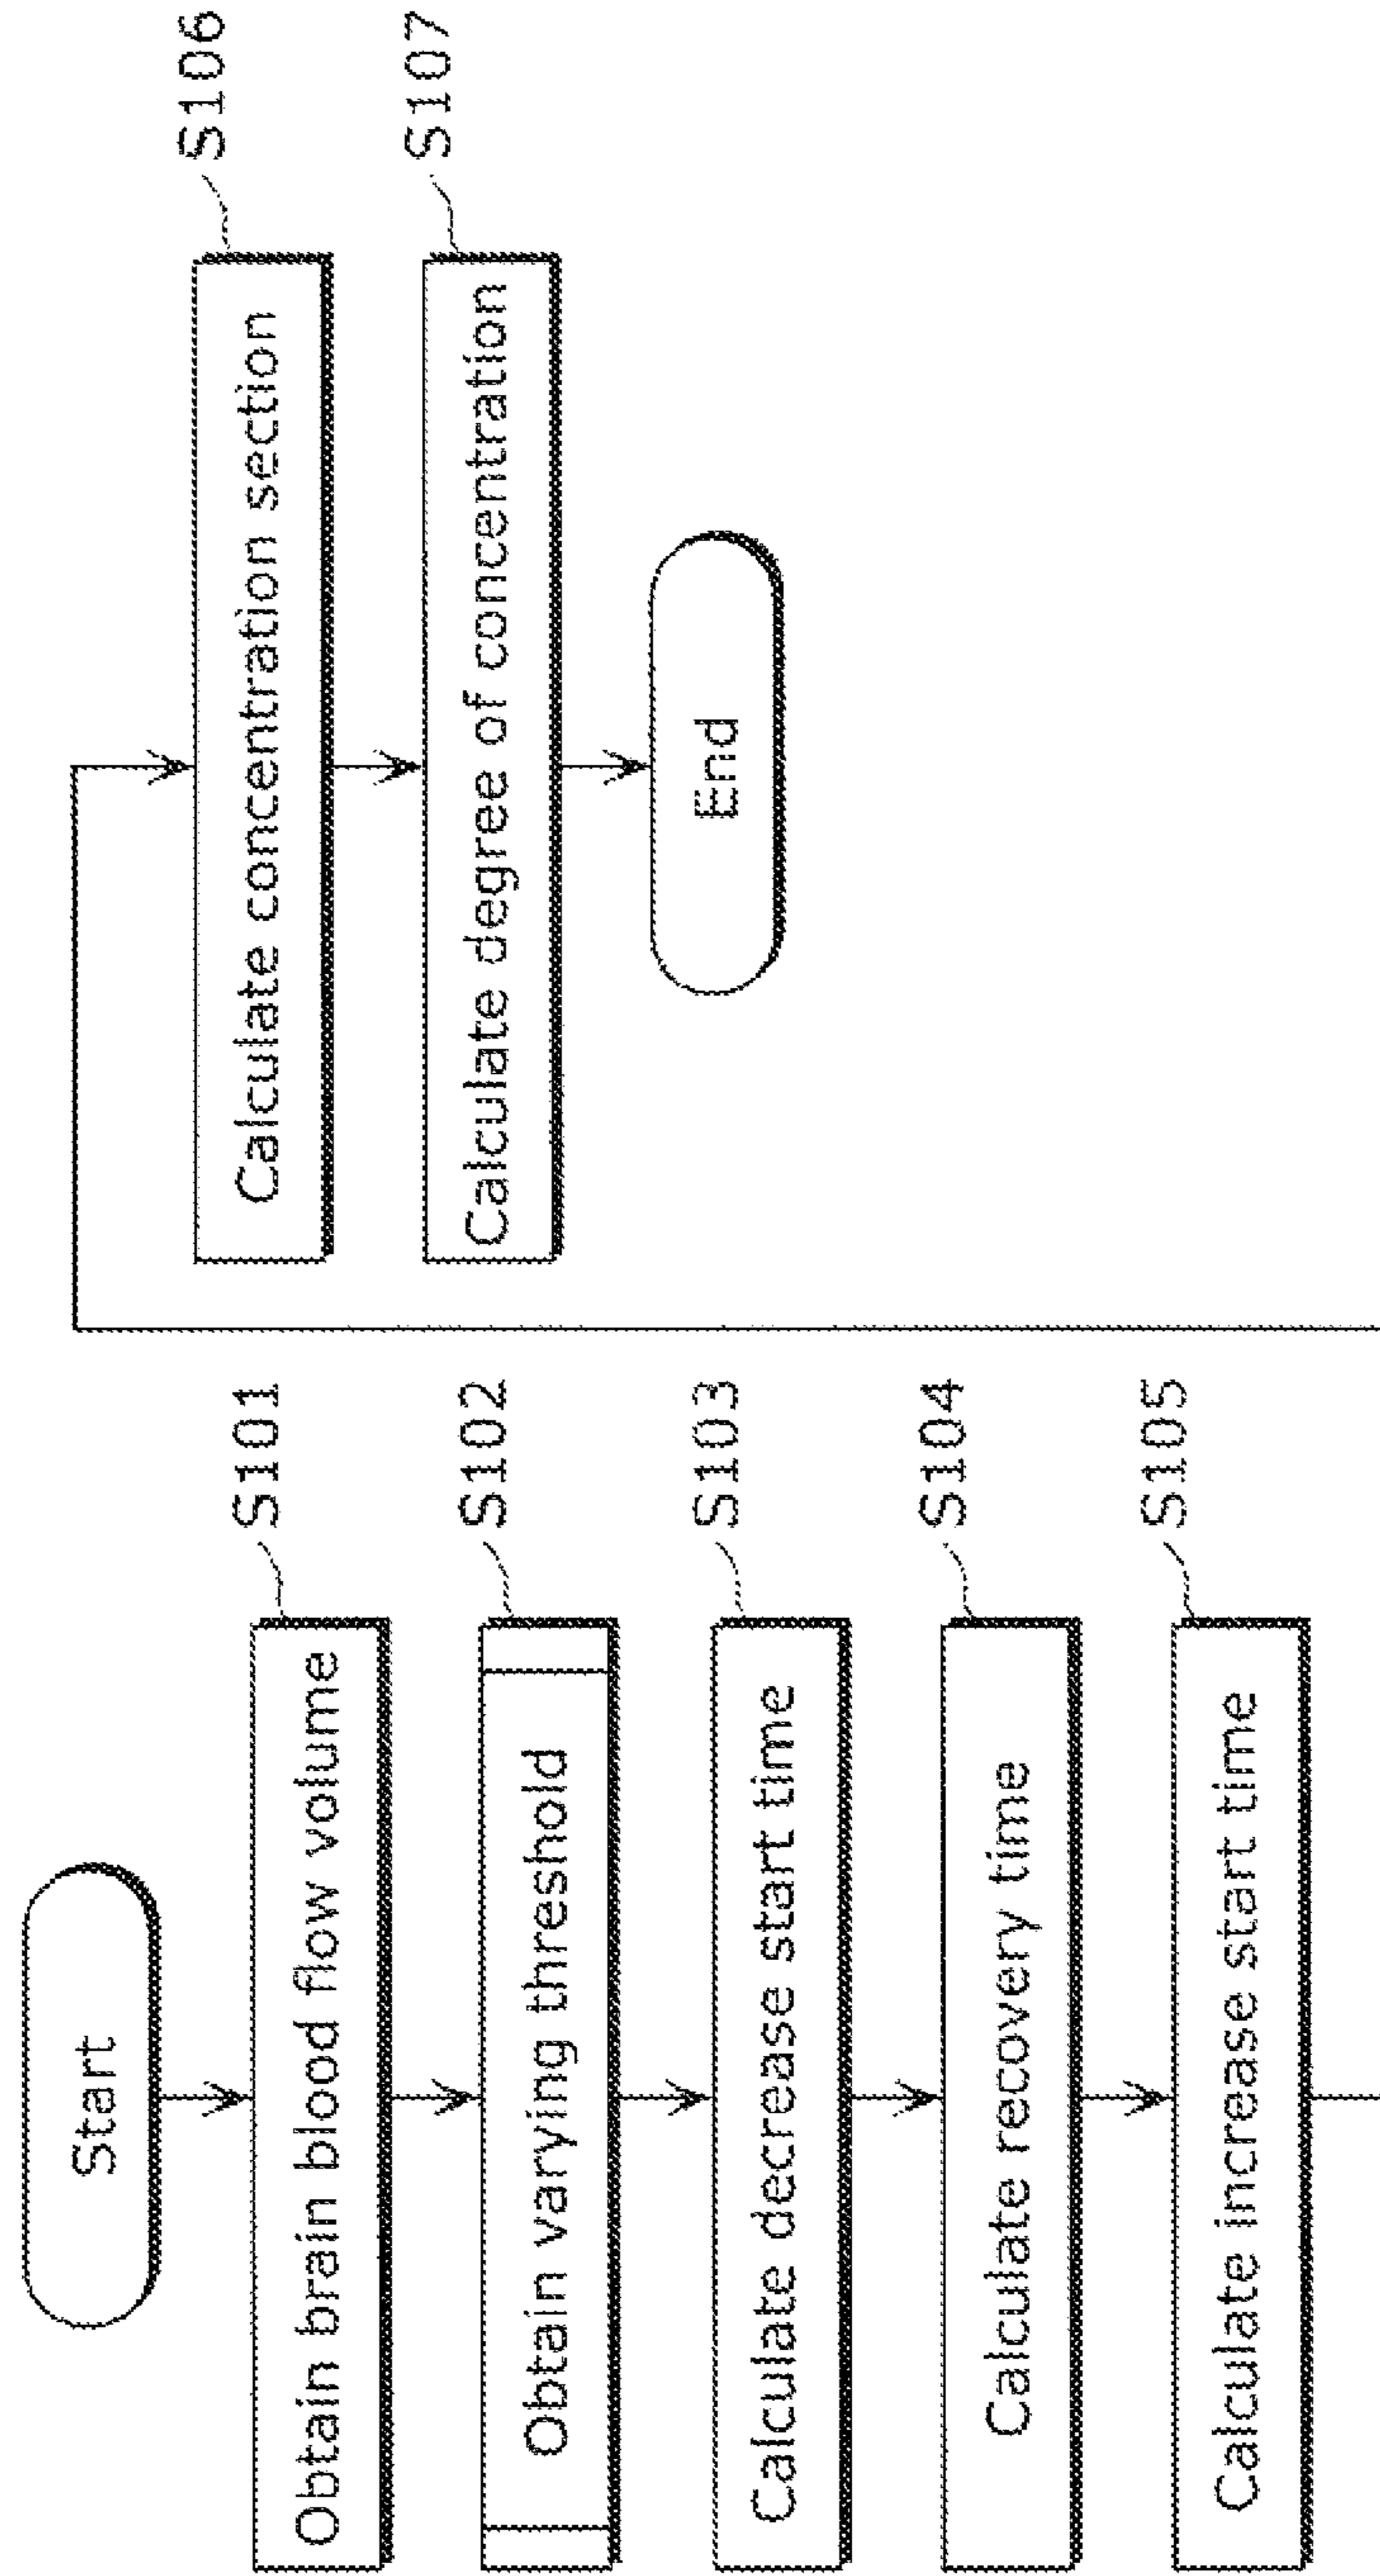 Start
Obtain brain blood flow volume
S101
Obtain varying threshold
S102
Calculate decrease start time
S103
Calculate recovery time
S104
Calculate increase start time
S105
Calculate concentration section
S106
Calculate degree of concentration
S107
End